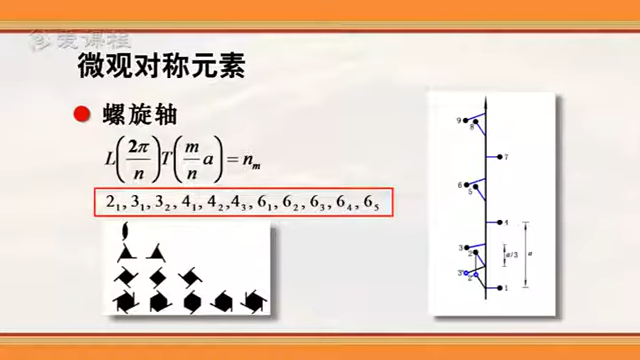 爱课程
微观对称元素
螺旋轴
L(2π/n)T(m/n a) = n_m
2₁, 3₁, 3₂, 4₁, 4₂, 4₃, 6₁, 6₂, 6₃, 6₄, 6₅
9
8
7
6
5
4
3
2
a/3
a
3'
2'
1